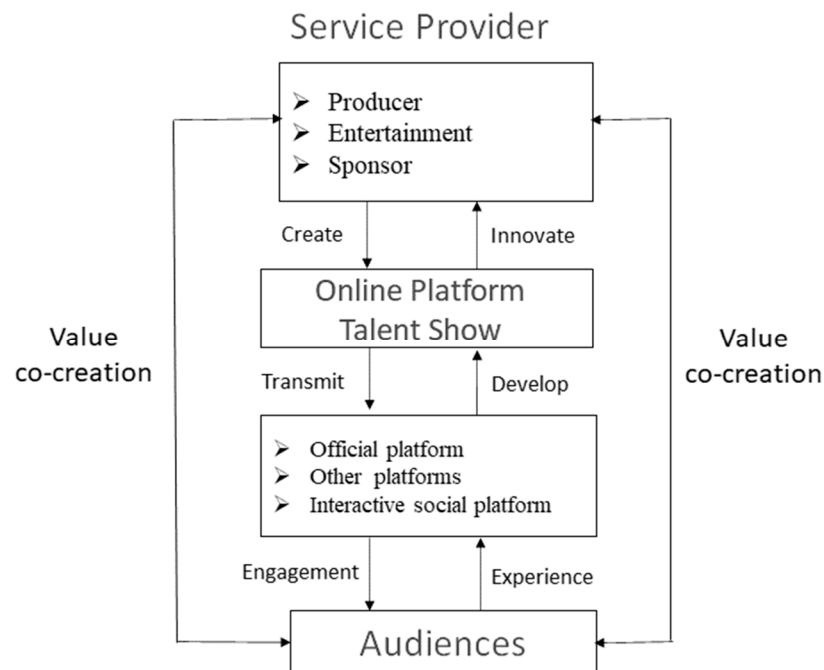 Service Provider
➢ Producer
➢ Entertainment
➢ Sponsor
Create
Innovate
Online Platform
Talent Show
Value
co-creation
Value
co-creation
Transmit
Develop
➢ Official platform
➢ Other platforms
➢ Interactive social platform
Engagement
Experience
Audiences